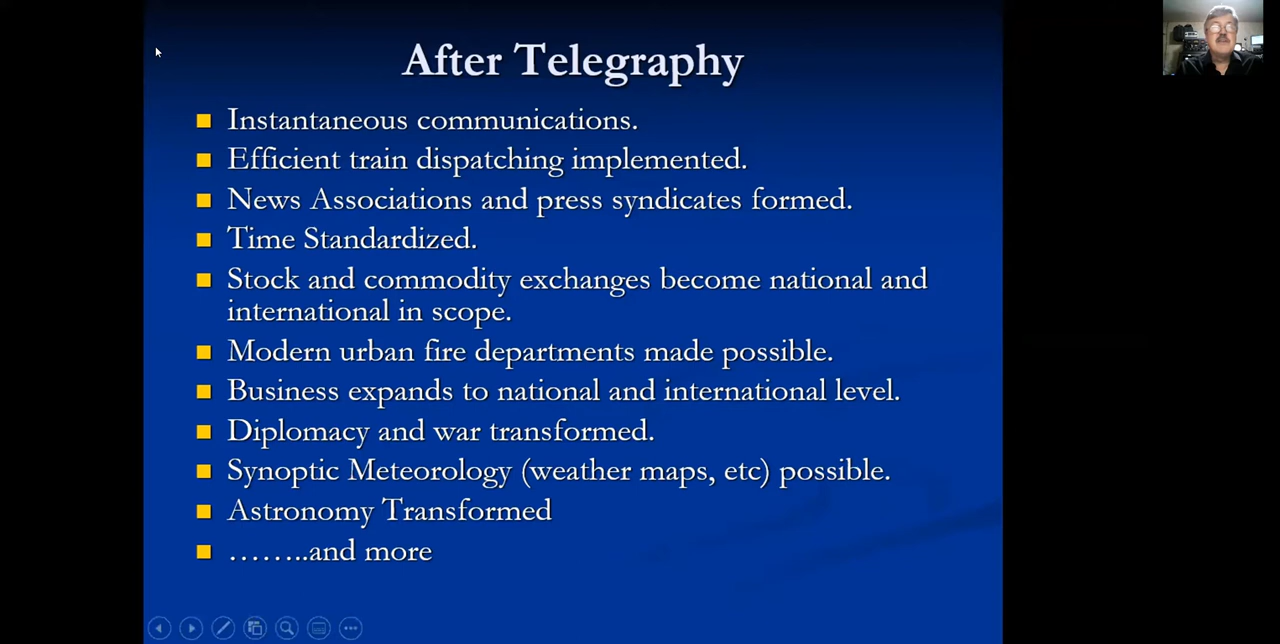 After Telegraphy
Instantaneous communications.
Efficient train dispatching implemented.
News Associations and press syndicates formed.
Time Standardized.
Stock and commodity exchanges become national and
international in scope.
Modern urban fire departments made possible.
Business expands to national and international level.
Diplomacy and war transformed.
Synoptic Meteorology (weather maps, etc) possible.
Astronomy Transformed
……..and more